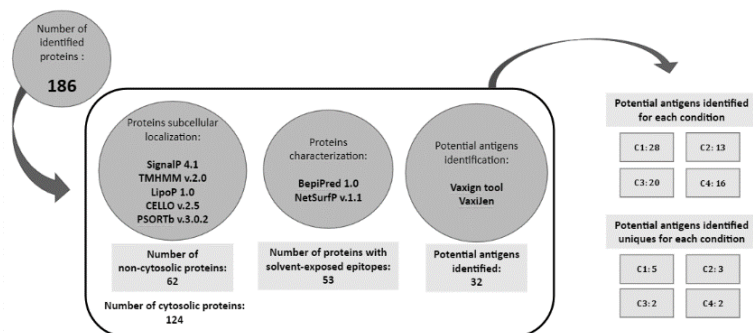 Number of
identified
proteins :
186
Proteins subcellular
localization:
SignalP 4.1
TMHMM v.2.0
LipoP 1.0
CELLO v.2.5
PSORTb v.3.0.2
Number of
non-cytosolic proteins:
62
Number of cytosolic proteins:
124
Proteins
characterization:
BepiPred 1.0
NetSurfP v.1.1
Number of proteins with
solvent-exposed epitopes:
53
Potential antigens
identification:
Vaxign tool
VaxiJen
Potential antigens
identified:
32
Potential antigens identified
for each condition
C1: 28
C2: 13
C3: 20
C4: 16
Potential antigens identified
uniques for each condition
C1: 5
C2: 3
C3: 2
C4: 2